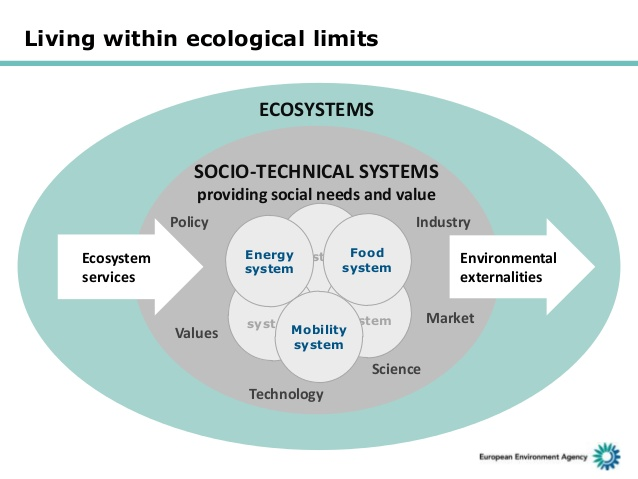 Living within ecological limits
ECOSYSTEMS
SOCIO-TECHNICAL SYSTEMS
providing social needs and value
Policy
Industry
Ecosystem
services
Energy
system
Food
system
Environmental
externalities
Mobility
system
Values
Market
Science
Technology
European Environment Agency